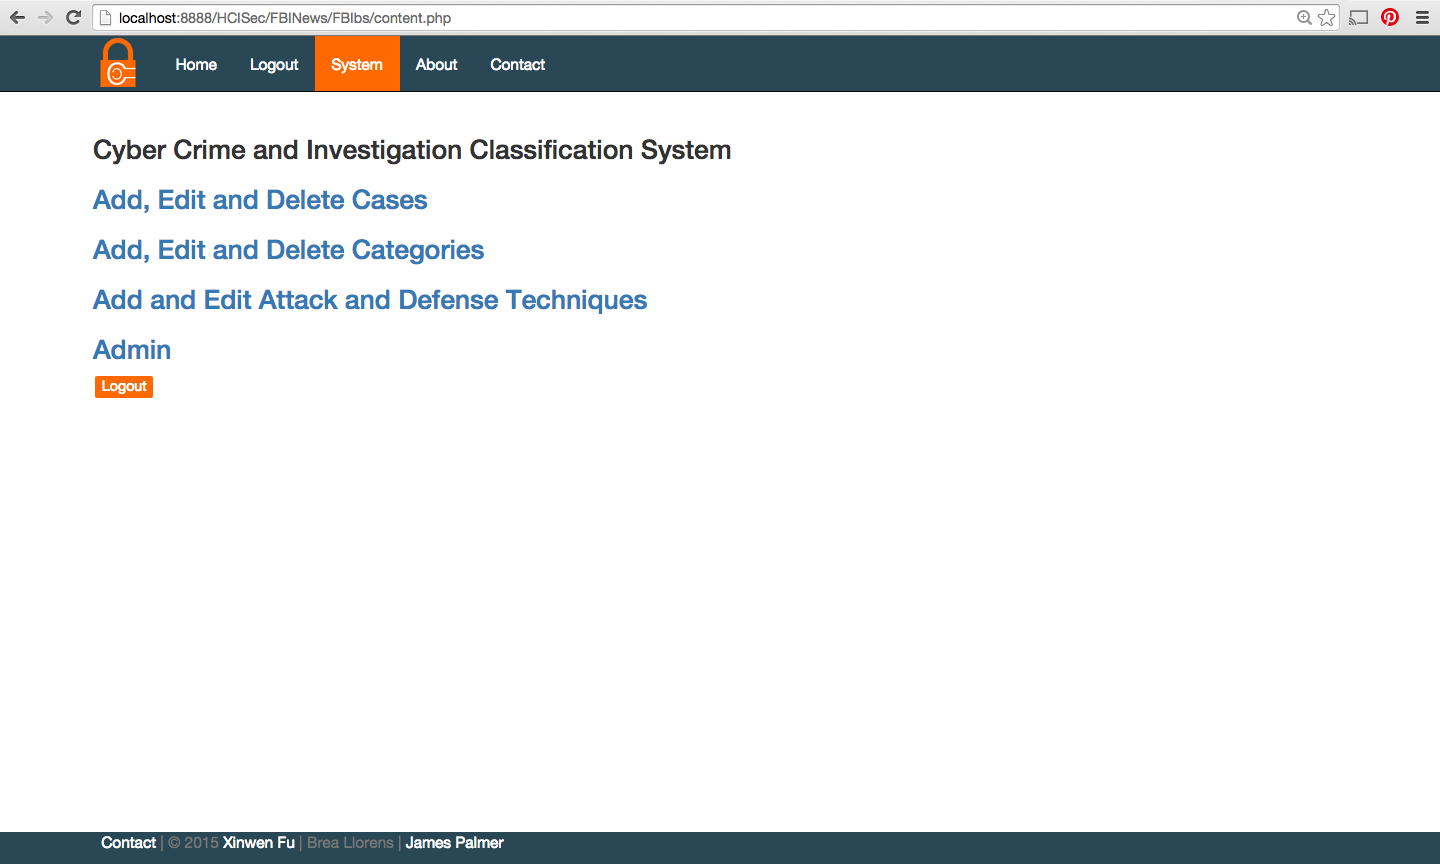 localhost:8888/HCISec/FBINews/FBIbs/content.php
Home Logout System About Contact
Cyber Crime and Investigation Classification System
Add, Edit and Delete Cases
Add, Edit and Delete Categories
Add and Edit Attack and Defense Techniques
Admin
Logout
Contact | © 2015 Xinwen Fu | Brea Llorens | James Palmer